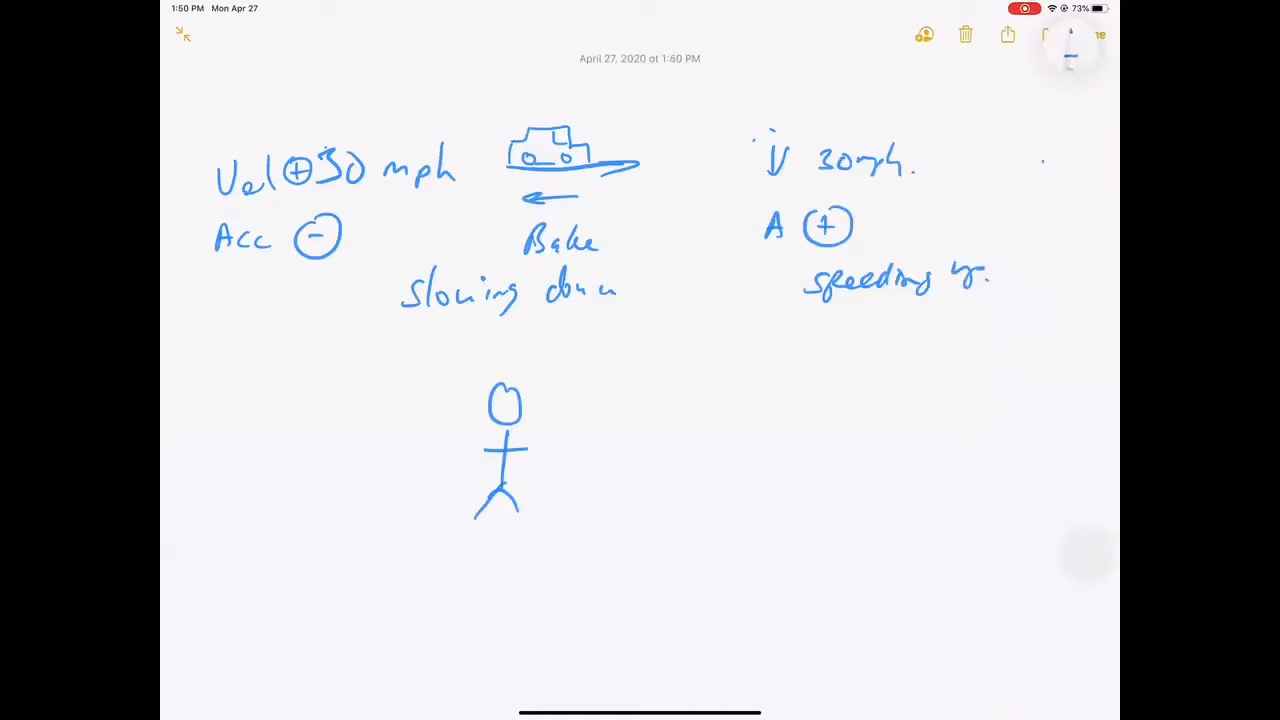 1:50 PM Mon Apr 27
73%
April 27, 2020 at 1:50 PM
Vel ⊕30 mph
V 30mph.
Acc ⊖
A ⊕
Bake
slowing down
speeding up.